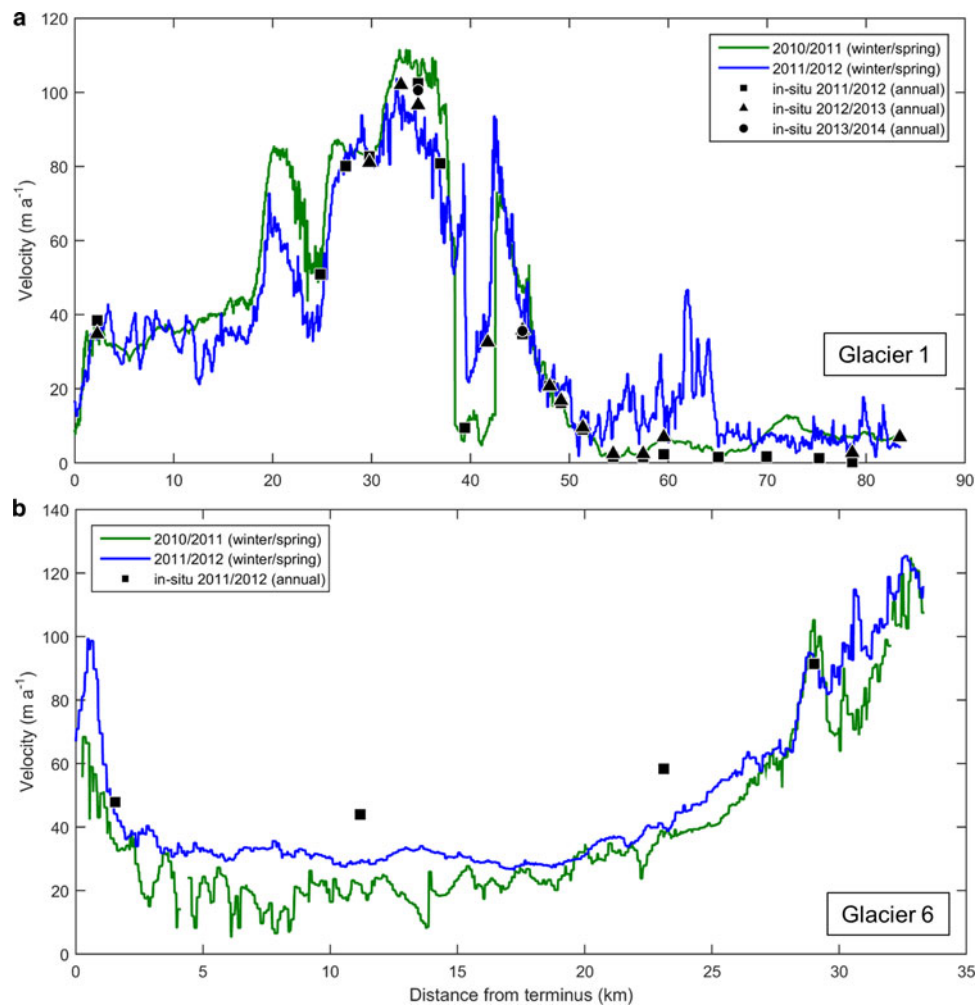 a
120
100
80
60
40
20
0
Velocity (m a⁻¹)
2010/2011 (winter/spring)
2011/2012 (winter/spring)
in-situ 2011/2012 (annual)
in-situ 2012/2013 (annual)
in-situ 2013/2014 (annual)
Glacier 1
0 10 20 30 40 50 60 70 80 90
b
140
120
100
80
60
40
20
0
Velocity (m a⁻¹)
2010/2011 (winter/spring)
2011/2012 (winter/spring)
in-situ 2011/2012 (annual)
Glacier 6
0 5 10 15 20 25 30 35
Distance from terminus (km)